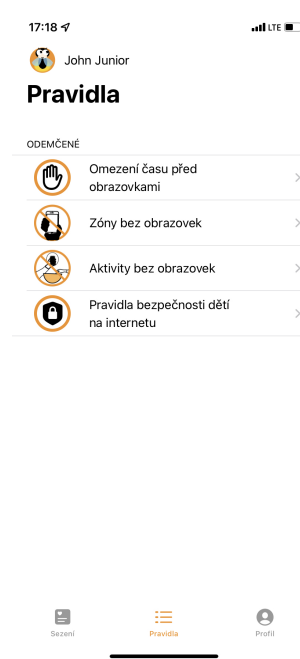 17:18
LTE
John Junior
Pravidla
ODEMČENÉ
Omezení času před
obrazovkami
Zóny bez obrazovek
Aktivity bez obrazovek
Pravidla bezpečnosti dětí
na internetu
Sezení
Pravidla
Profil